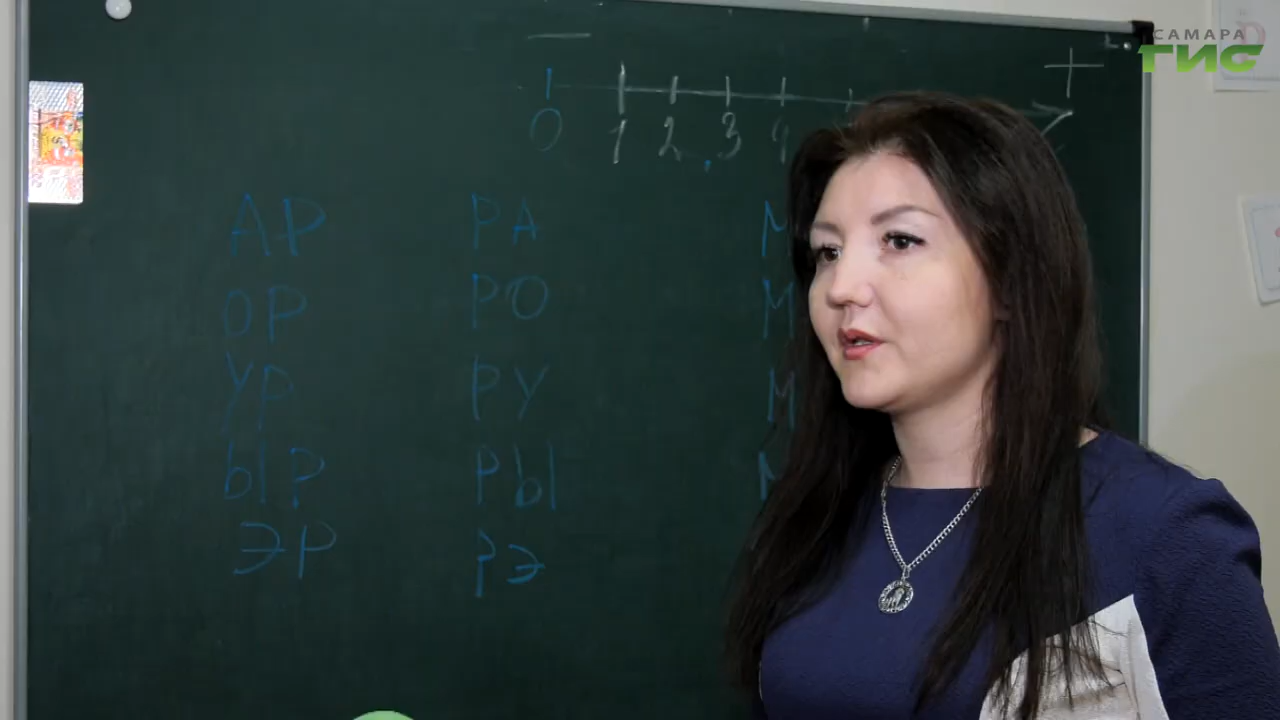 САМАРА
ГИС
— +
0 1 2 3 4
АР РА М
ОР РО М
УР РУ М
ЫР РЫ М
ЭР РЭ